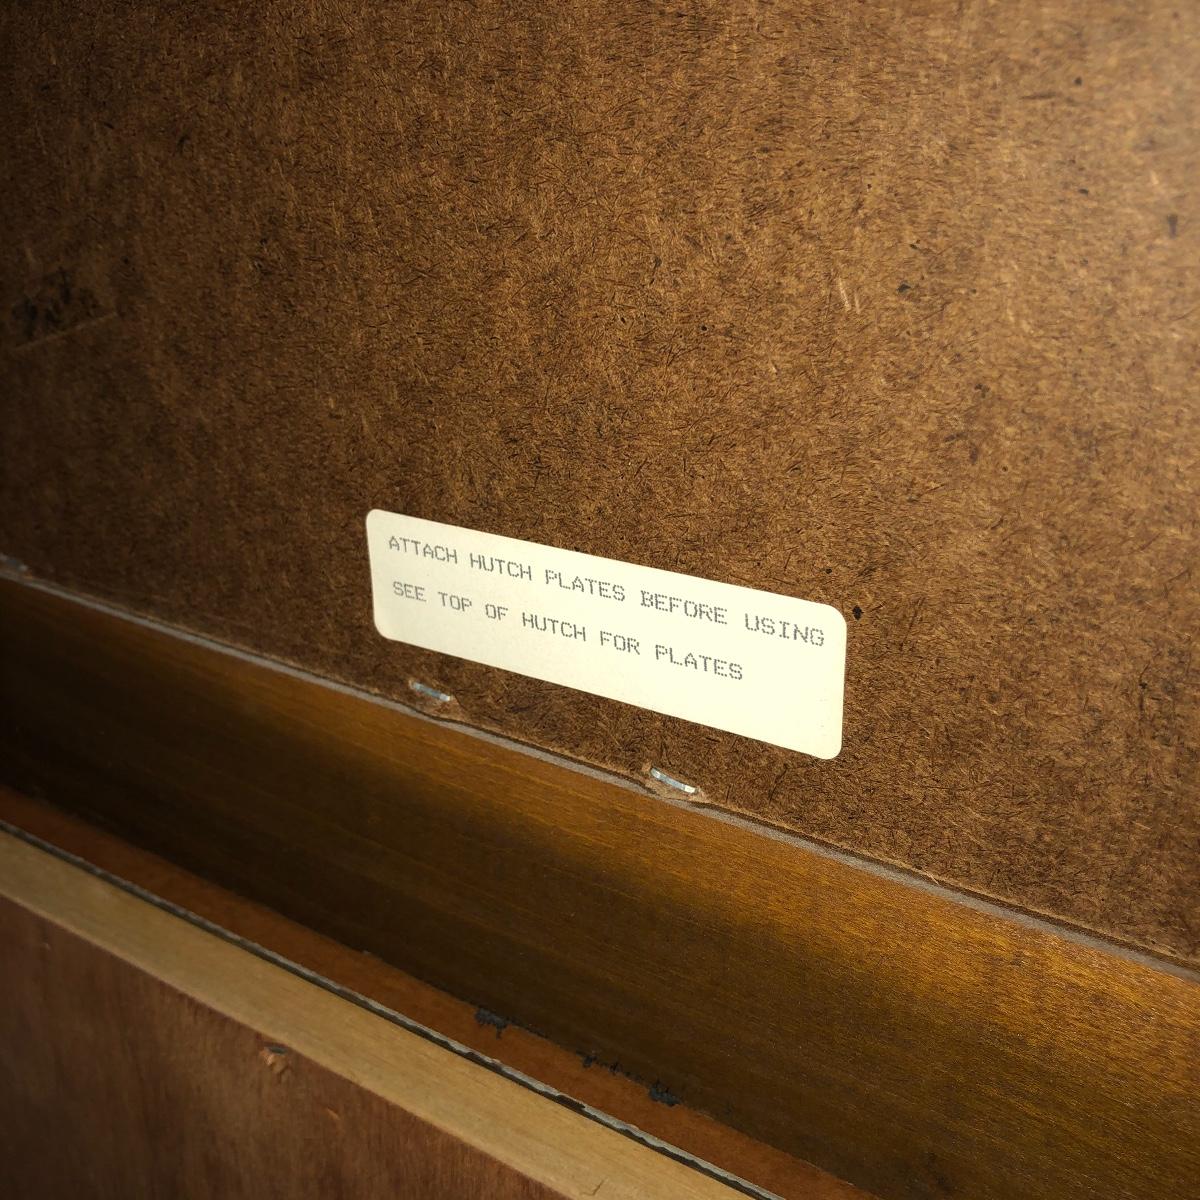 ATTACH HUTCH PLATES BEFORE USING
SEE TOP OF HUTCH FOR PLATES